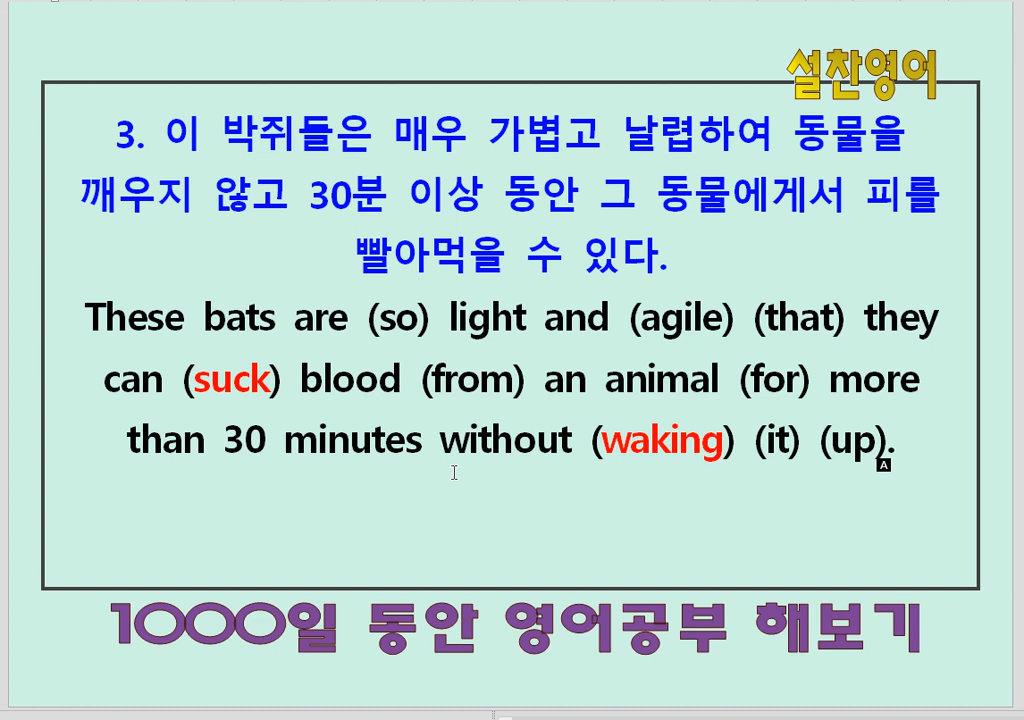 설찬영어
3. 이 박쥐들은 매우 가볍고 날렵하여 동물을
깨우지 않고 30분 이상 동안 그 동물에게서 피를
빨아먹을 수 있다.
These bats are (so) light and (agile) (that) they
can (suck) blood (from) an animal (for) more
than 30 minutes without (waking) (it) (up).
A
1000일 동안 영어공부 해보기